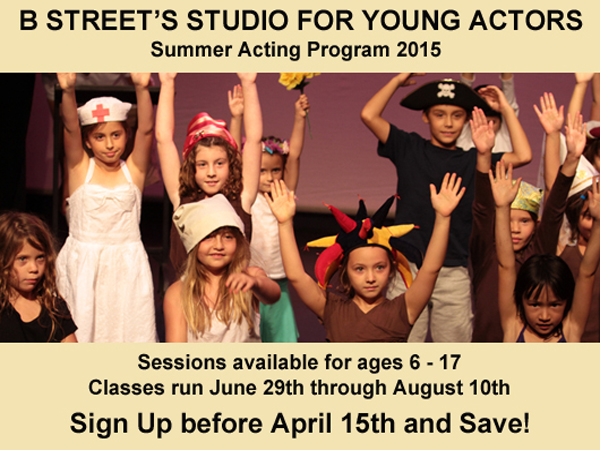 B STREET'S STUDIO FOR YOUNG ACTORS
Summer Acting Program 2015
Sessions available for ages 6 - 17
Classes run June 29th through August 10th
Sign Up before April 15th and Save!